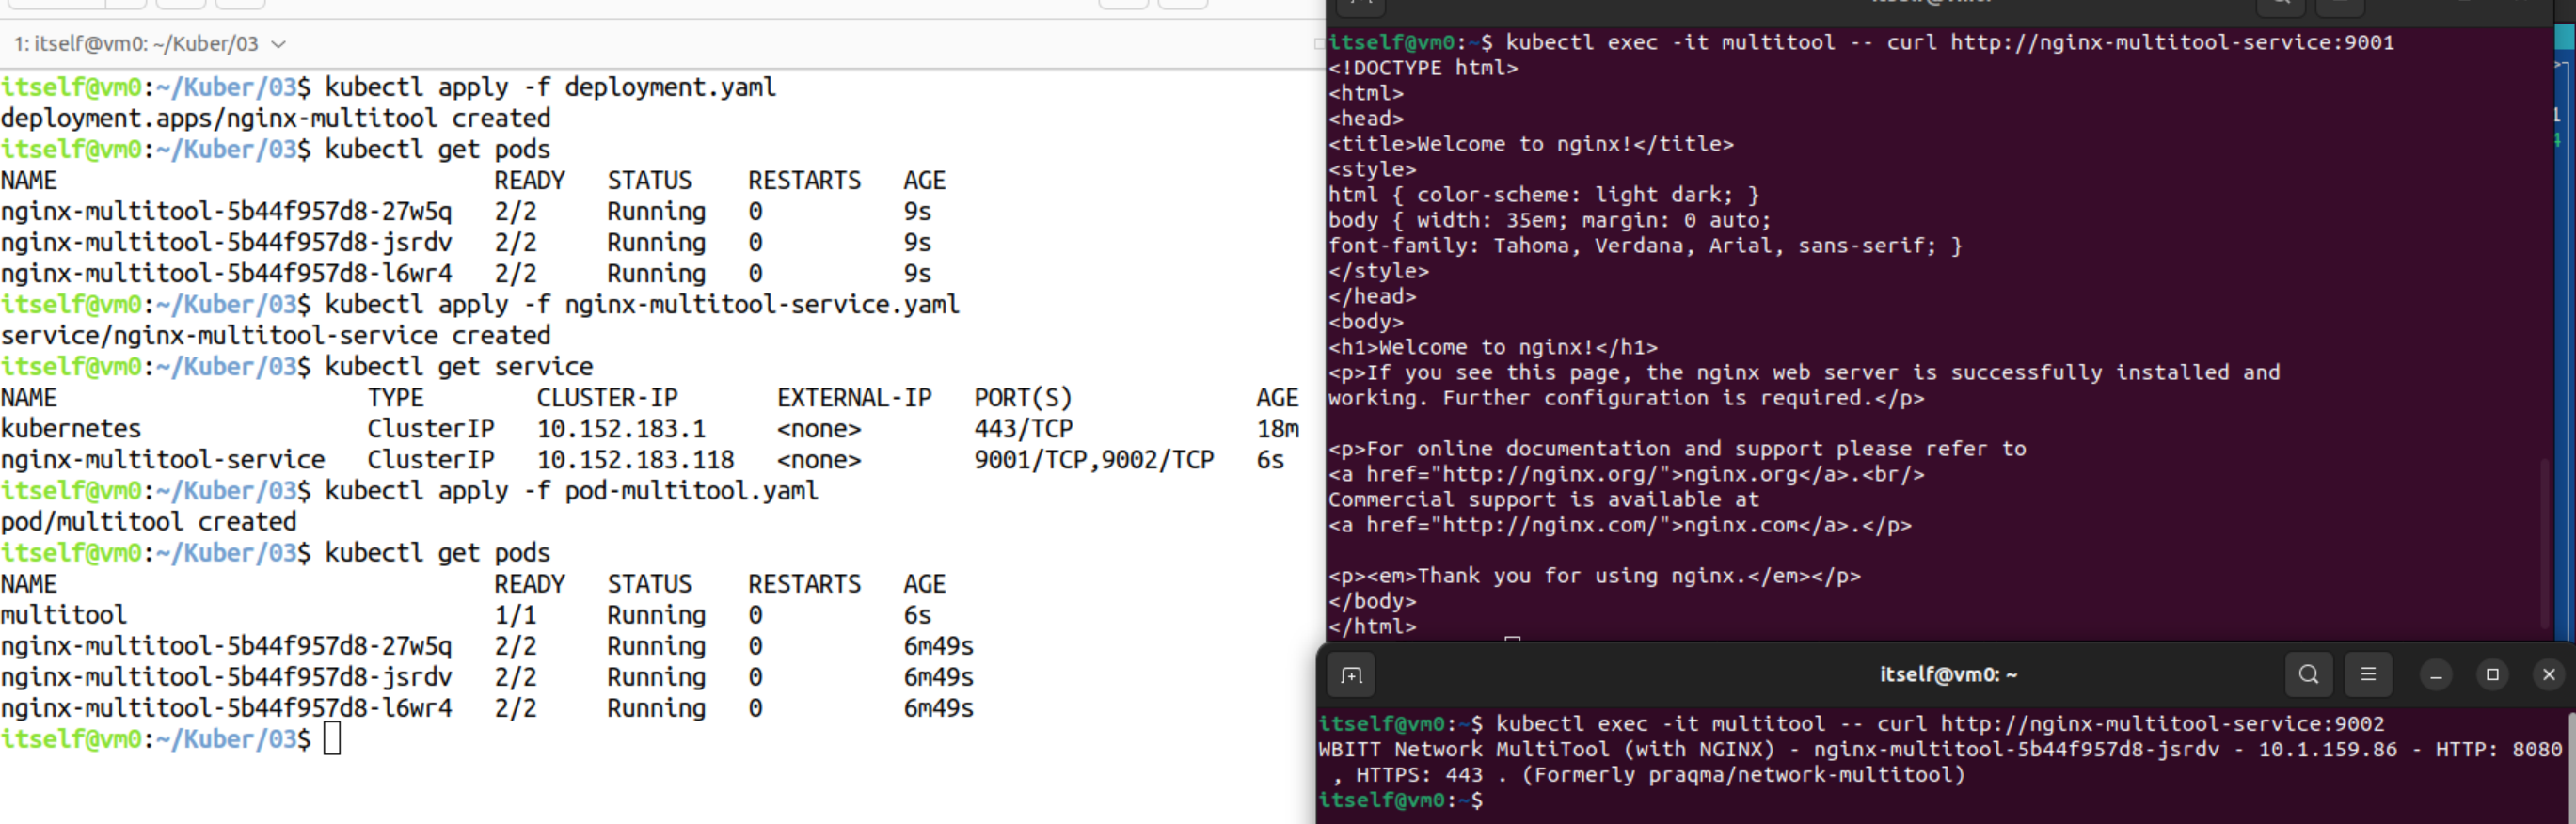 1: itself@vm0: ~/Kuber/03
itself@vm0:~/Kuber/03$ kubectl apply -f deployment.yaml
deployment.apps/nginx-multitool created
itself@vm0:~/Kuber/03$ kubectl get pods
NAME READY STATUS RESTARTS AGE
nginx-multitool-5b44f957d8-27w5q 2/2 Running 0 9s
nginx-multitool-5b44f957d8-jsrdv 2/2 Running 0 9s
nginx-multitool-5b44f957d8-l6wr4 2/2 Running 0 9s
itself@vm0:~/Kuber/03$ kubectl apply -f nginx-multitool-service.yaml
service/nginx-multitool-service created
itself@vm0:~/Kuber/03$ kubectl get service
NAME TYPE CLUSTER-IP EXTERNAL-IP PORT(S) AGE
kubernetes ClusterIP 10.152.183.1 <none> 443/TCP 18m
nginx-multitool-service ClusterIP 10.152.183.118 <none> 9001/TCP,9002/TCP 6s
itself@vm0:~/Kuber/03$ kubectl apply -f pod-multitool.yaml
pod/multitool created
itself@vm0:~/Kuber/03$ kubectl get pods
NAME READY STATUS RESTARTS AGE
multitool 1/1 Running 0 6s
nginx-multitool-5b44f957d8-27w5q 2/2 Running 0 6m49s
nginx-multitool-5b44f957d8-jsrdv 2/2 Running 0 6m49s
nginx-multitool-5b44f957d8-l6wr4 2/2 Running 0 6m49s
itself@vm0:~/Kuber/03$
itself@vm0:~$ kubectl exec -it multitool -- curl http://nginx-multitool-service:9001
<!DOCTYPE html>
<html>
<head>
<title>Welcome to nginx!</title>
<style>
html { color-scheme: light dark; }
body { width: 35em; margin: 0 auto;
font-family: Tahoma, Verdana, Arial, sans-serif; }
</style>
</head>
<body>
<h1>Welcome to nginx!</h1>
<p>If you see this page, the nginx web server is successfully installed and
working. Further configuration is required.</p>
<p>For online documentation and support please refer to
<a href="http://nginx.org/">nginx.org</a>.<br/>
Commercial support is available at
<a href="http://nginx.com/">nginx.com</a>.</p>
<p><em>Thank you for using nginx.</em></p>
</body>
</html>
itself@vm0: ~
itself@vm0:~$ kubectl exec -it multitool -- curl http://nginx-multitool-service:9002
WBITT Network MultiTool (with NGINX) - nginx-multitool-5b44f957d8-jsrdv - 10.1.159.86 - HTTP: 8080
, HTTPS: 443 . (Formerly praqma/network-multitool)
itself@vm0:~$